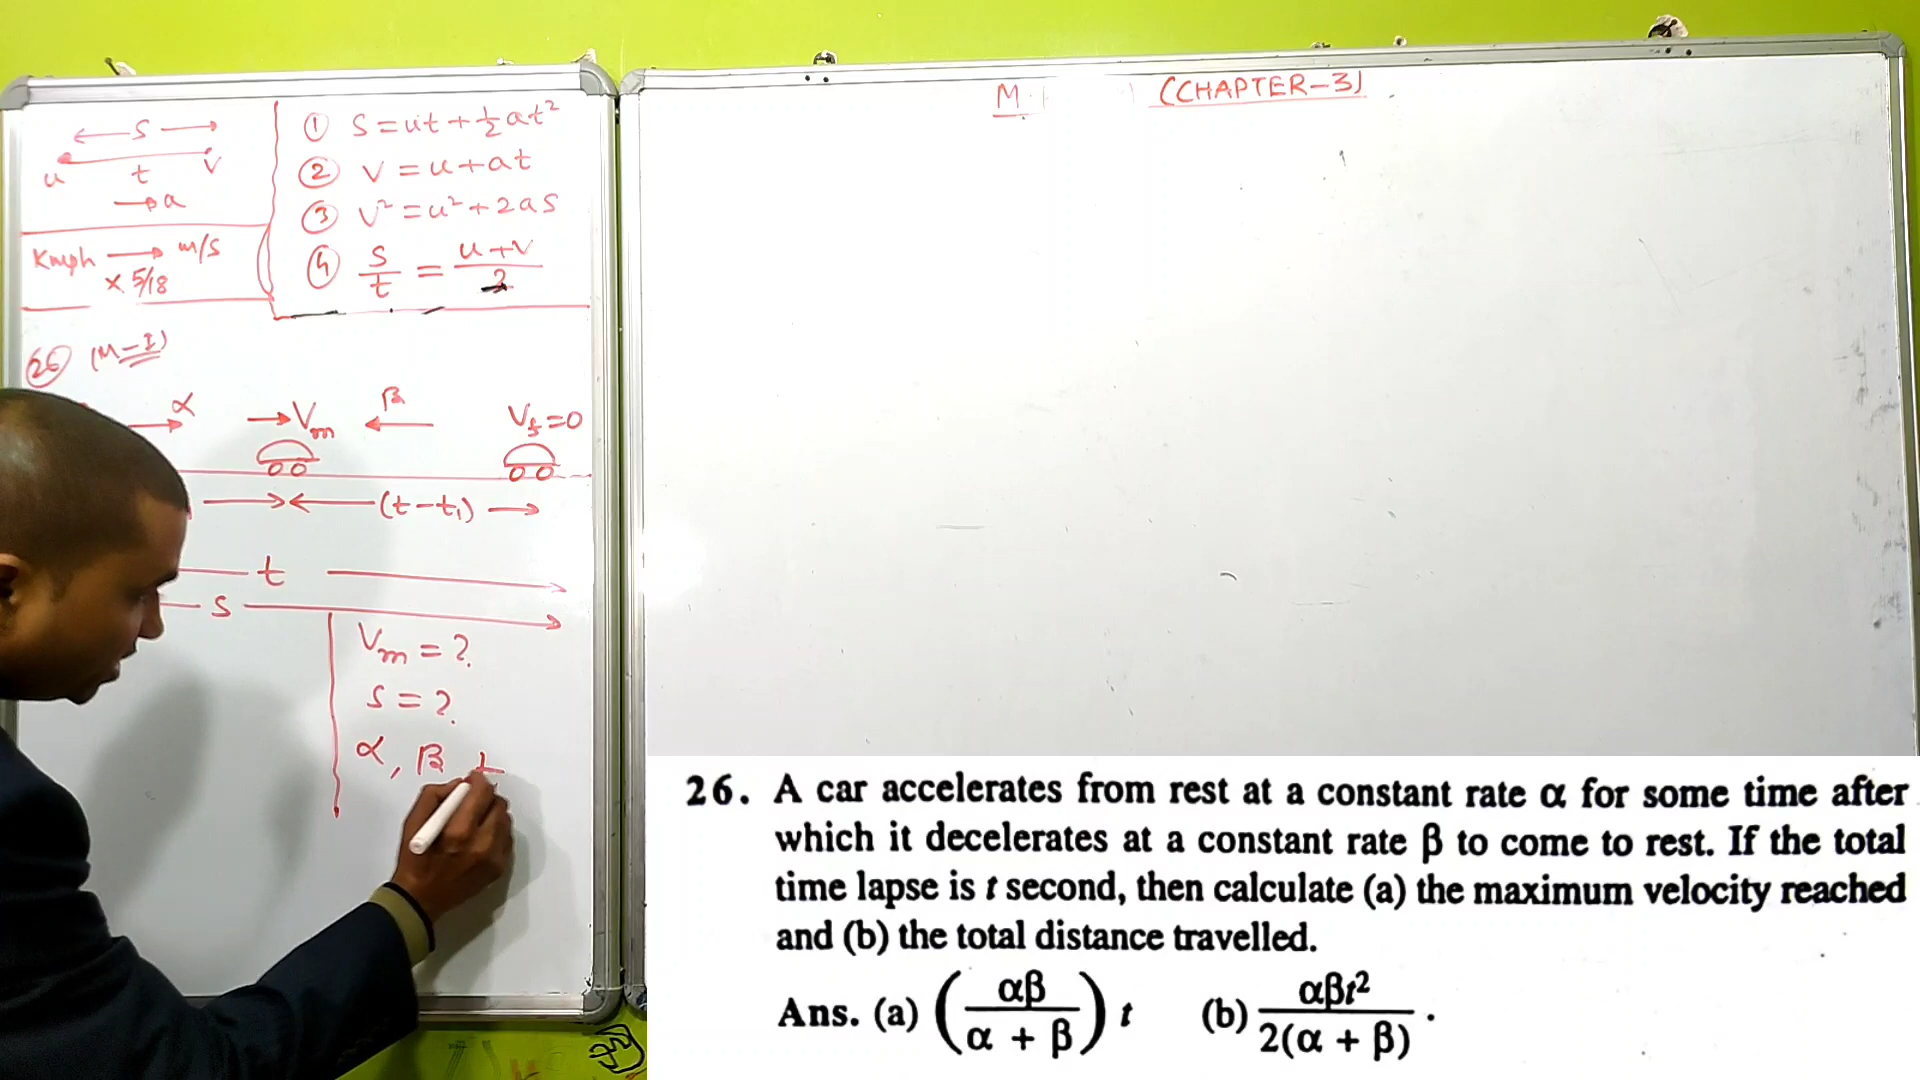 S
u t v
a
Kmph → m/s
× 5/18
① S = ut + ½ at²
② V = u + at
③ V² = u² + 2as
④ S/t = (u + v)/2
26 (M-I)
α → Vm β Vf = 0
(t - t₁)
t
S
Vm = ?
S = ?
α, β, t
M (CHAPTER-3)
26. A car accelerates from rest at a constant rate α for some time after
which it decelerates at a constant rate β to come to rest. If the total
time lapse is t second, then calculate (a) the maximum velocity reached
and (b) the total distance travelled.
Ans. (a) (αβ/(α + β)) t (b) αβt²/2(α + β) .